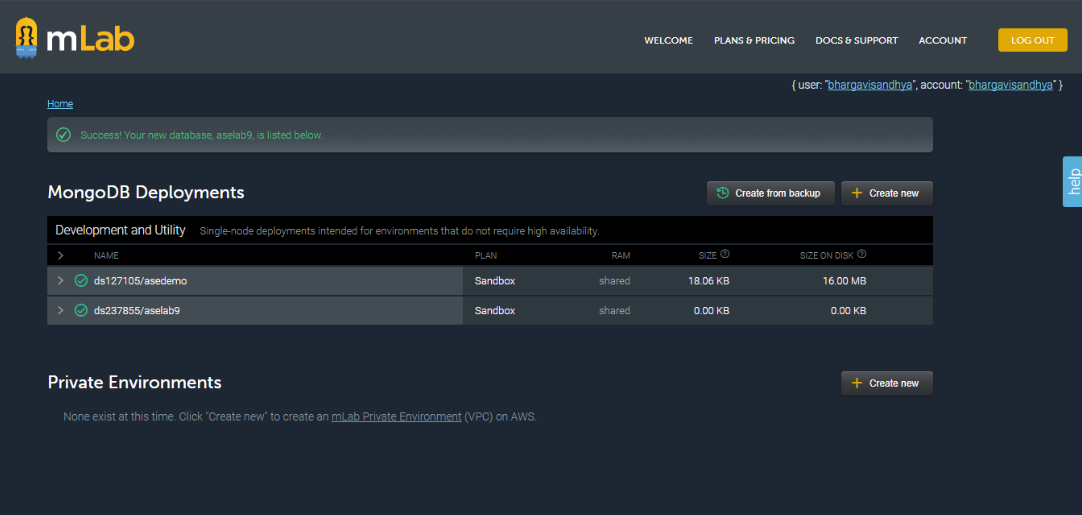 mLab
WELCOME PLANS & PRICING DOCS & SUPPORT ACCOUNT LOG OUT
{ user: "bhargavisandhya", account: "bhargavisandhya" }
Home
Success! Your new database, aselab9, is listed below.
help
MongoDB Deployments Create from backup Create new
Development and Utility Single-node deployments intended for environments that do not require high availability.
NAME PLAN RAM SIZE SIZE ON DISK
ds127105/asedemo Sandbox shared 18.06 KB 16.00 MB
ds237855/aselab9 Sandbox shared 0.00 KB 0.00 KB
Private Environments Create new
None exist at this time. Click "Create new" to create an mLab Private Environment (VPC) on AWS.